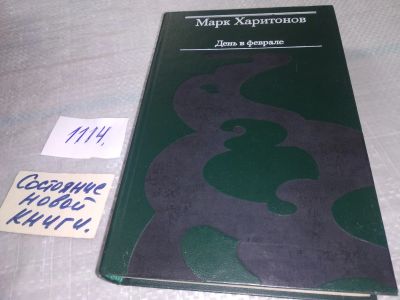 Марк Харитонов
День в феврале
1114,
Состояние
новой
книги.